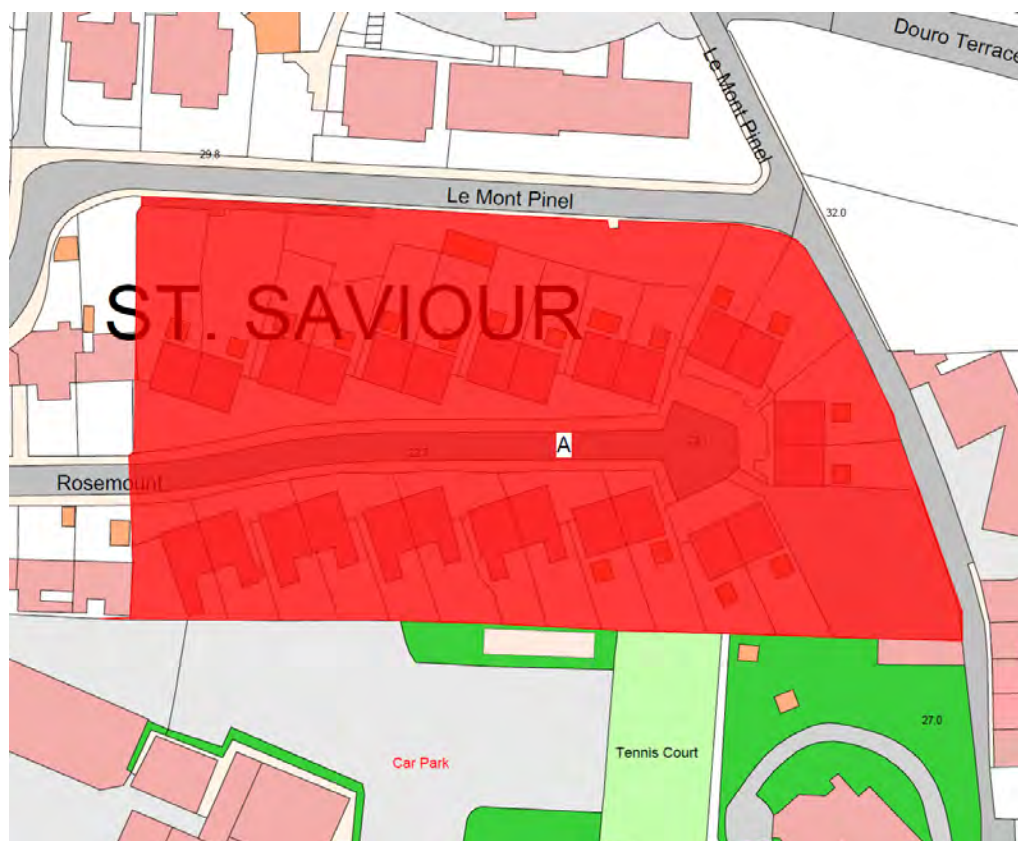 Douro Terrace
Le Mont Pinel
29.8
Le Mont Pinel
32.0
ST. SAVIOUR
A
Rosemount
27.0
Tennis Court
Car Park